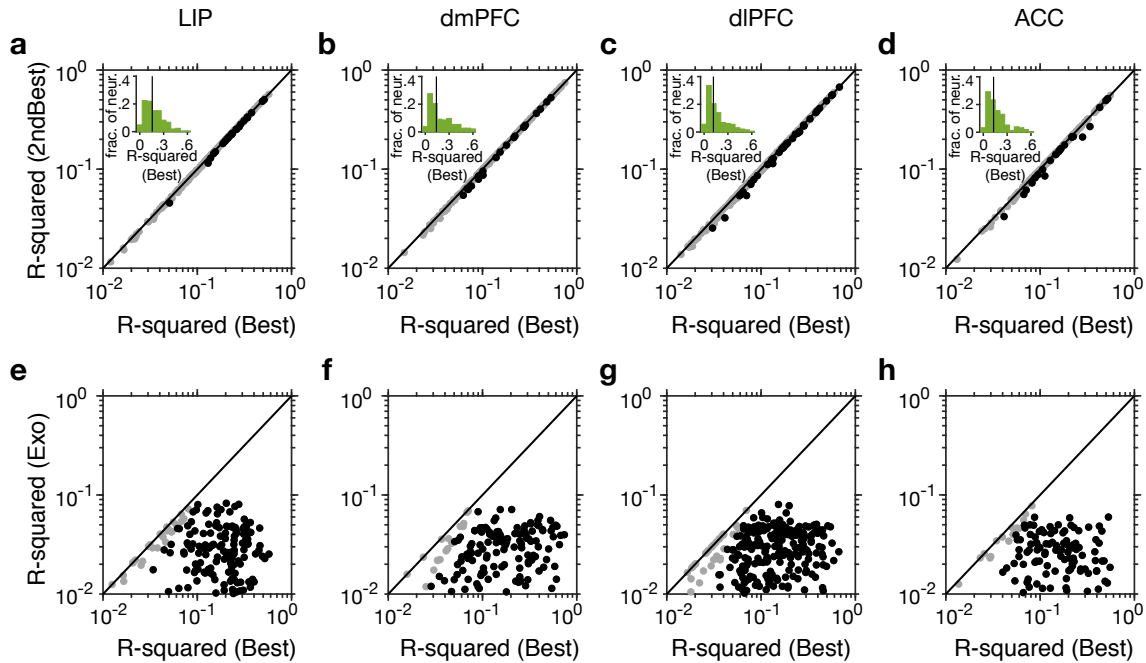 LIP dmPFC dlPFC ACC
a b c d
R-squared (2ndBest)
10^0 10^0 10^0 10^0
10^-1 10^-1 10^-1 10^-1
10^-2 10^-2 10^-2 10^-2
frac. of neur. frac. of neur. frac. of neur. frac. of neur.
.4 .4 .4 .4
.2 .2 .2 .2
0 0 0 0
0 .3 .6 0 .3 .6 0 .3 .6 0 .3 .6
R-squared R-squared R-squared R-squared
(Best) (Best) (Best) (Best)
10^-2 10^-1 10^0 10^-2 10^-1 10^0 10^-2 10^-1 10^0 10^-2 10^-1 10^0
R-squared (Best) R-squared (Best) R-squared (Best) R-squared (Best)
e f g h
R-squared (Exo)
10^0 10^0 10^0 10^0
10^-1 10^-1 10^-1 10^-1
10^-2 10^-2 10^-2 10^-2
10^-2 10^-1 10^0 10^-2 10^-1 10^0 10^-2 10^-1 10^0 10^-2 10^-1 10^0
R-squared (Best) R-squared (Best) R-squared (Best) R-squared (Best)